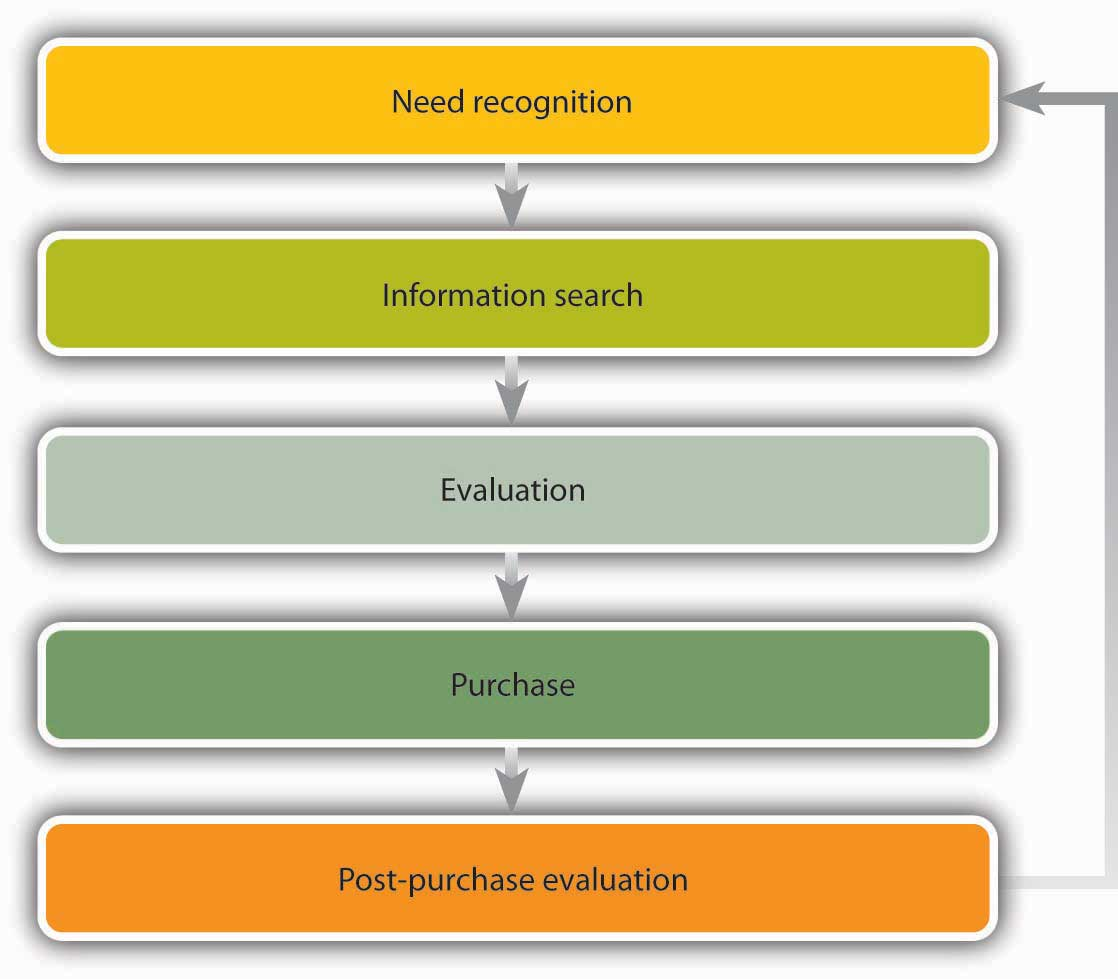 Need recognition
Information search
Evaluation
Purchase
Post-purchase evaluation